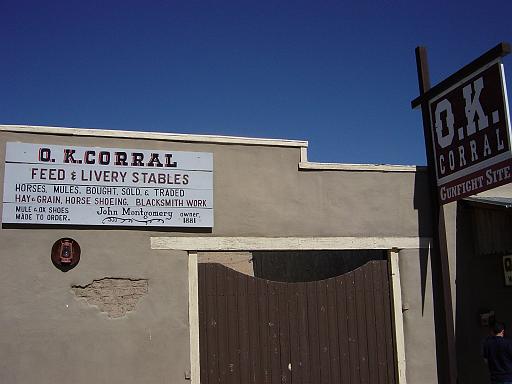 O. K. CORRAL
FEED & LIVERY STABLES
HORSES, MULES, BOUGHT, SOLD, & TRADED
HAY & GRAIN, HORSE SHOEING, BLACKSMITH WORK
MULE & OX SHOES
MADE TO ORDER.
John Montgomery owner,
1881
O.K.
CORRAL
GUNFIGHT SITE